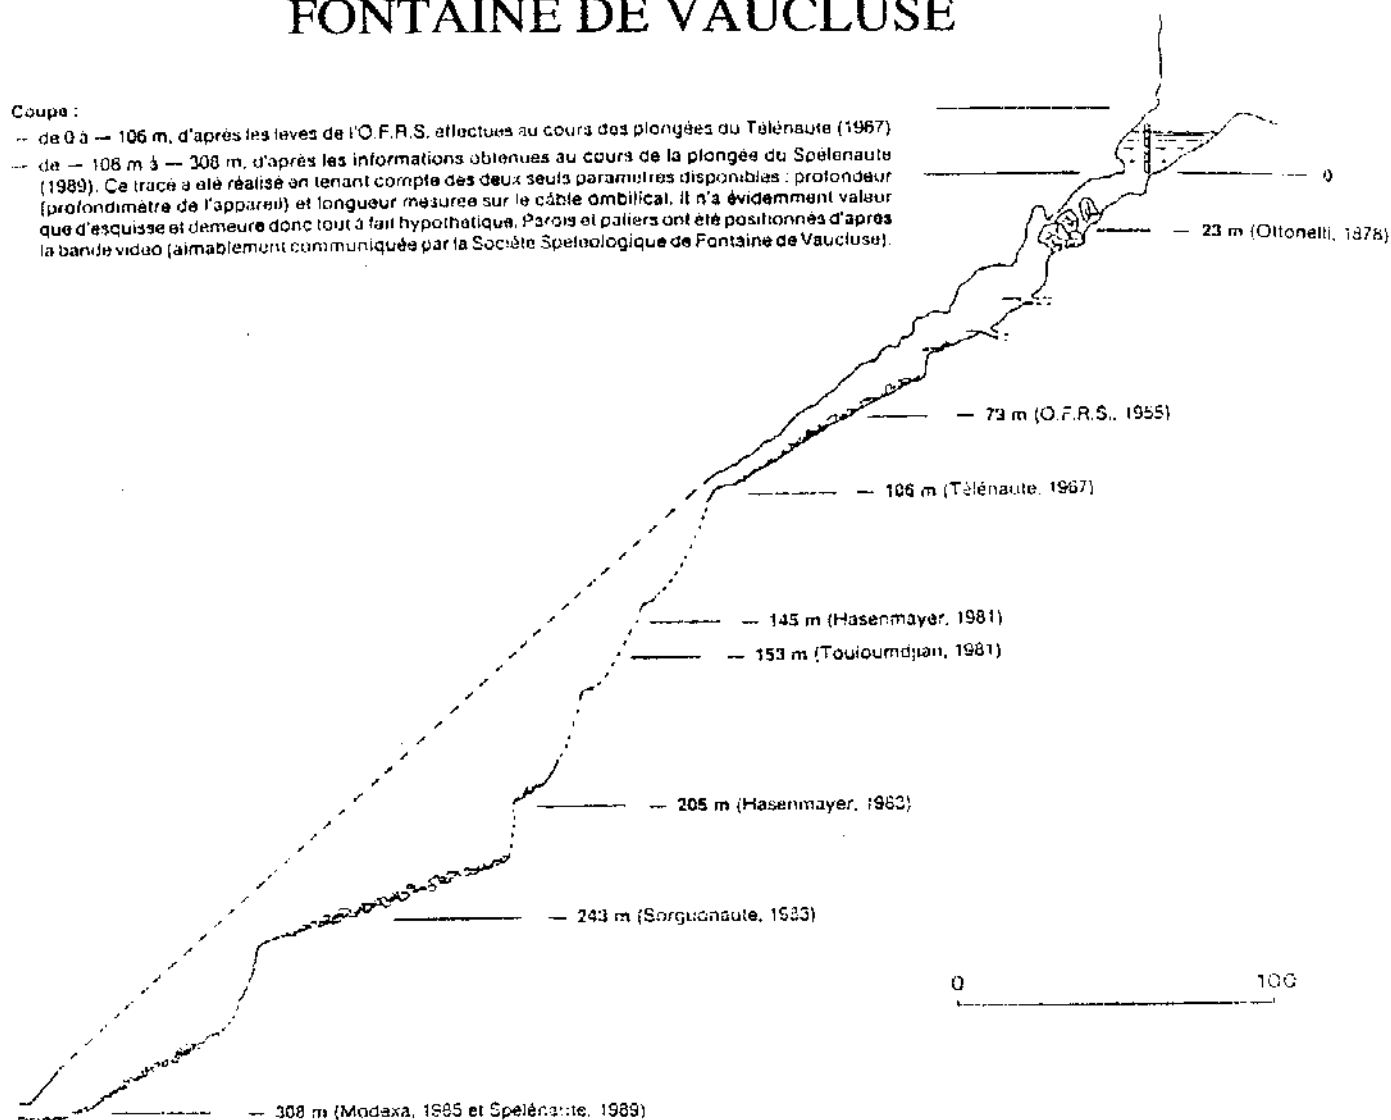 FONTAINE DE VAUCLUSE
Coupe :
— de 0 à — 106 m, d'après les levés de l'O.F.R.S. effectues au cours des plongées du Télénaute (1967)
— de — 106 m à — 308 m, d'après les informations obtenues au cours de la plongée du Spélénaute
(1989). Ce tracé a été réalisé en tenant compte des deux seuls paramètres disponibles : profondeur
(profondimètre de l'appareil) et longueur mesurée sur le câble ombilical. Il n'a évidemment valeur
que d'esquisse et demeure donc tout à fait hypothétique. Parois et paliers ont été positionnés d'après
la bande vidéo (aimablement communiquée par la Société Spéléologique de Fontaine de Vaucluse).
0
— 23 m (Ottonelli, 1878)
— 73 m (O.F.R.S., 1955)
— 106 m (Télénaute, 1967)
— 145 m (Hasenmayer, 1981)
— 153 m (Touloumdjian, 1981)
— 205 m (Hasenmayer, 1983)
— 243 m (Sorguonaute, 1983)
0 100
— 308 m (Modexa, 1985 et Spélénaute, 1989)